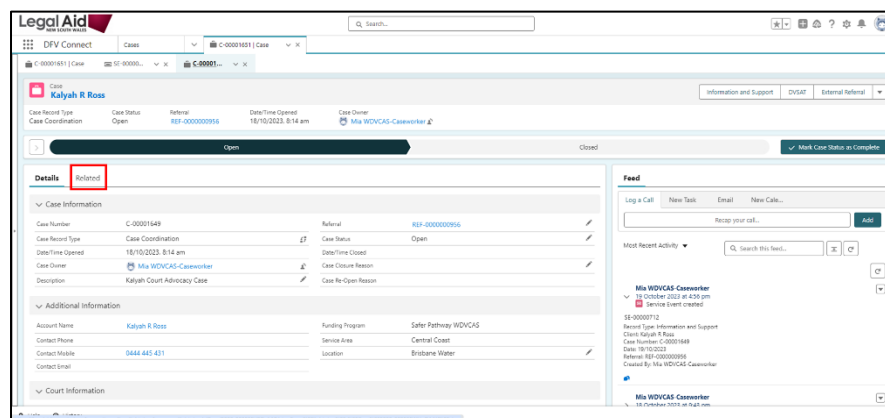 Legal Aid
NEW SOUTH WALES
Search...
DFV Connect
Cases
C-00001651 | Case
C-00001651 | Case
SE-00000...
C-00001...
Case
Kalyah R Ross
Information and Support
DVSAT
External Referral
Case Record Type
Case Status
Referral
Date/Time Opened
Case Owner
Case Coordination
Open
REF-0000000956
18/10/2023, 8:14 am
Mia WDVCAS-Caseworker
Open
Closed
Mark Case Status as Complete
Details
Related
Case Information
Case Number
C-00001649
Referral
REF-0000000956
Case Record Type
Case Coordination
Case Status
Open
Date/Time Opened
18/10/2023, 8:14 am
Date/Time Closed
Case Owner
Mia WDVCAS-Caseworker
Case Closure Reason
Description
Kalyah Court Advocacy Case
Case Re-Open Reason
Additional Information
Account Name
Kalyah R Ross
Funding Program
Safer Pathway WDVCAS
Contact Phone
Service Area
Central Coast
Contact Mobile
0444 445 431
Location
Brisbane Water
Contact Email
Court Information
Feed
Log a Call
New Task
Email
New Cale...
Recap your call...
Add
Most Recent Activity
Search this feed...
Mia WDVCAS-Caseworker
19 October 2023 at 4:56 pm
Service Event created
SE-00000712
Record Type: Information and Support
Client: Kalyah R Ross
Case Number: C-00001649
Date: 19/10/2023
Referral: REF-0000000956
Created By: Mia WDVCAS-Caseworker
Mia WDVCAS-Caseworker